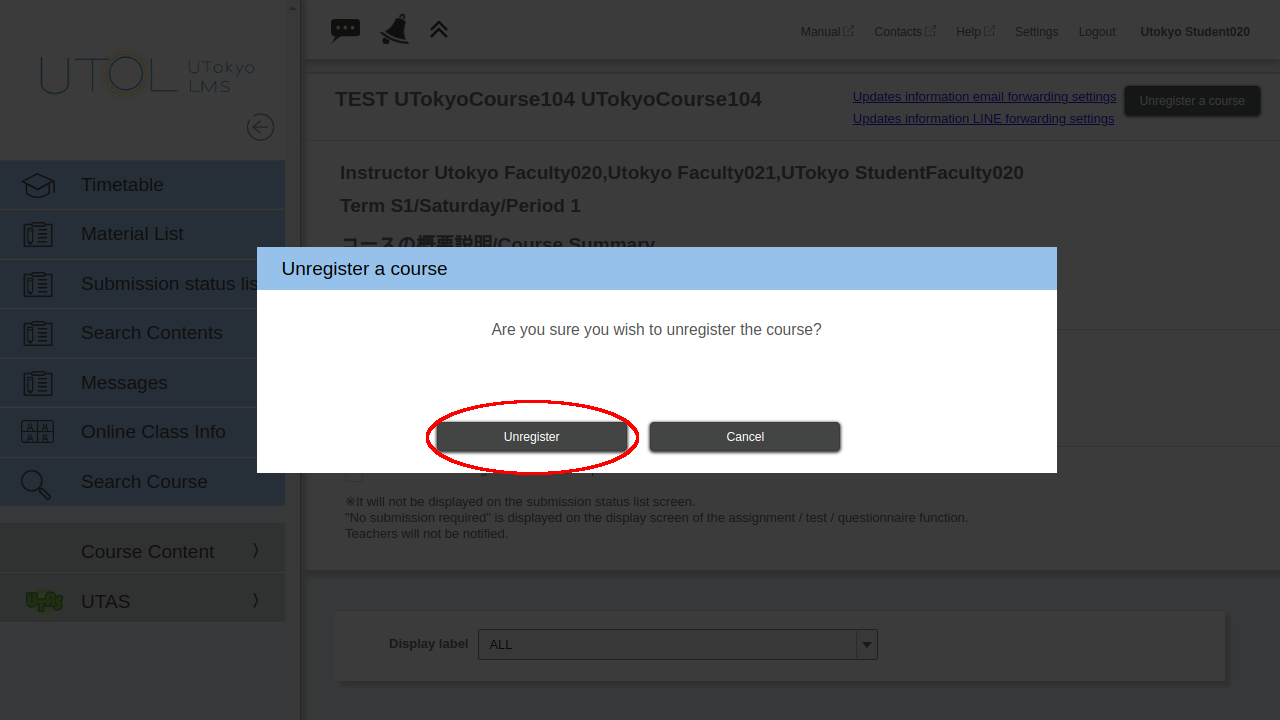 UTOL UTokyo LMS
Manual
Contacts
Help
Settings
Logout
Utokyo Student020
TEST UTokyoCourse104 UTokyoCourse104
Updates information email forwarding settings
Updates information LINE forwarding settings
Unregister a course
Timetable
Material List
Submission status lis
Search Contents
Messages
Online Class Info
Search Course
Course Content
UTAS
UTAS
Instructor Utokyo Faculty020,Utokyo Faculty021,UTokyo StudentFaculty020
Term S1/Saturday/Period 1
コースの概要説明/Course Summary
Unregister a course
Are you sure you wish to unregister the course?
Unregister
Cancel
※It will not be displayed on the submission status list screen.
"No submission required" is displayed on the display screen of the assignment / test / questionnaire function.
Teachers will not be notified.
Display label
ALL